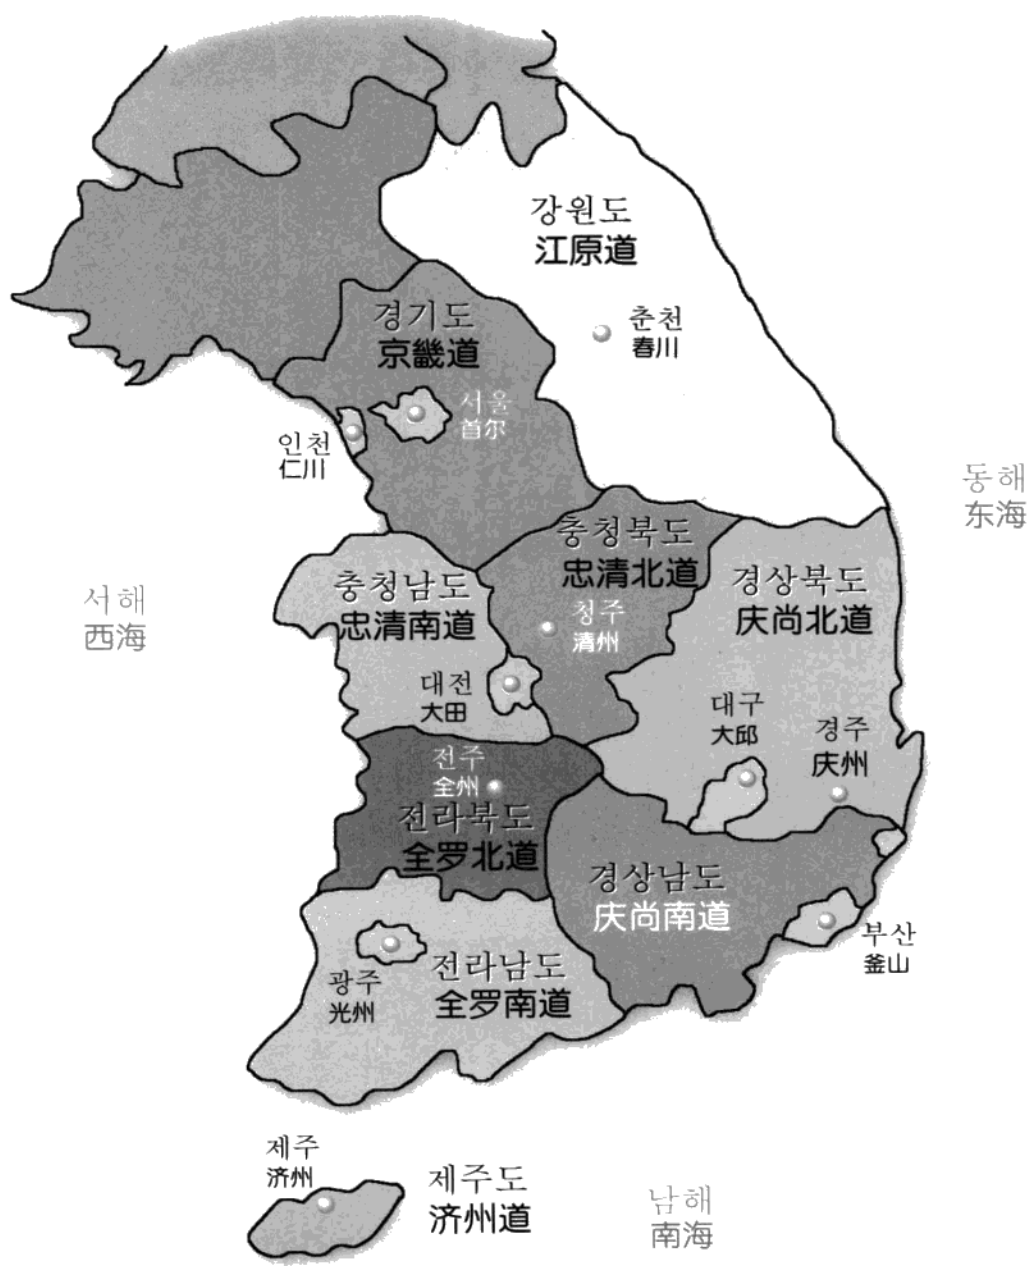 강원도
江原道
춘천
春川
경기도
京畿道
서울
首尔
인천
仁川
동해
东海
충청북도
忠清北道
청주
清州
충청남도
忠清南道
경상북도
庆尚北道
서해
西海
대전
大田
대구
大邱
경주
庆州
전주
全州
전라북도
全罗北道
경상남도
庆尚南道
부산
釜山
광주
光州
전라남도
全罗南道
제주
济州
제주도
济州道
남해
南海